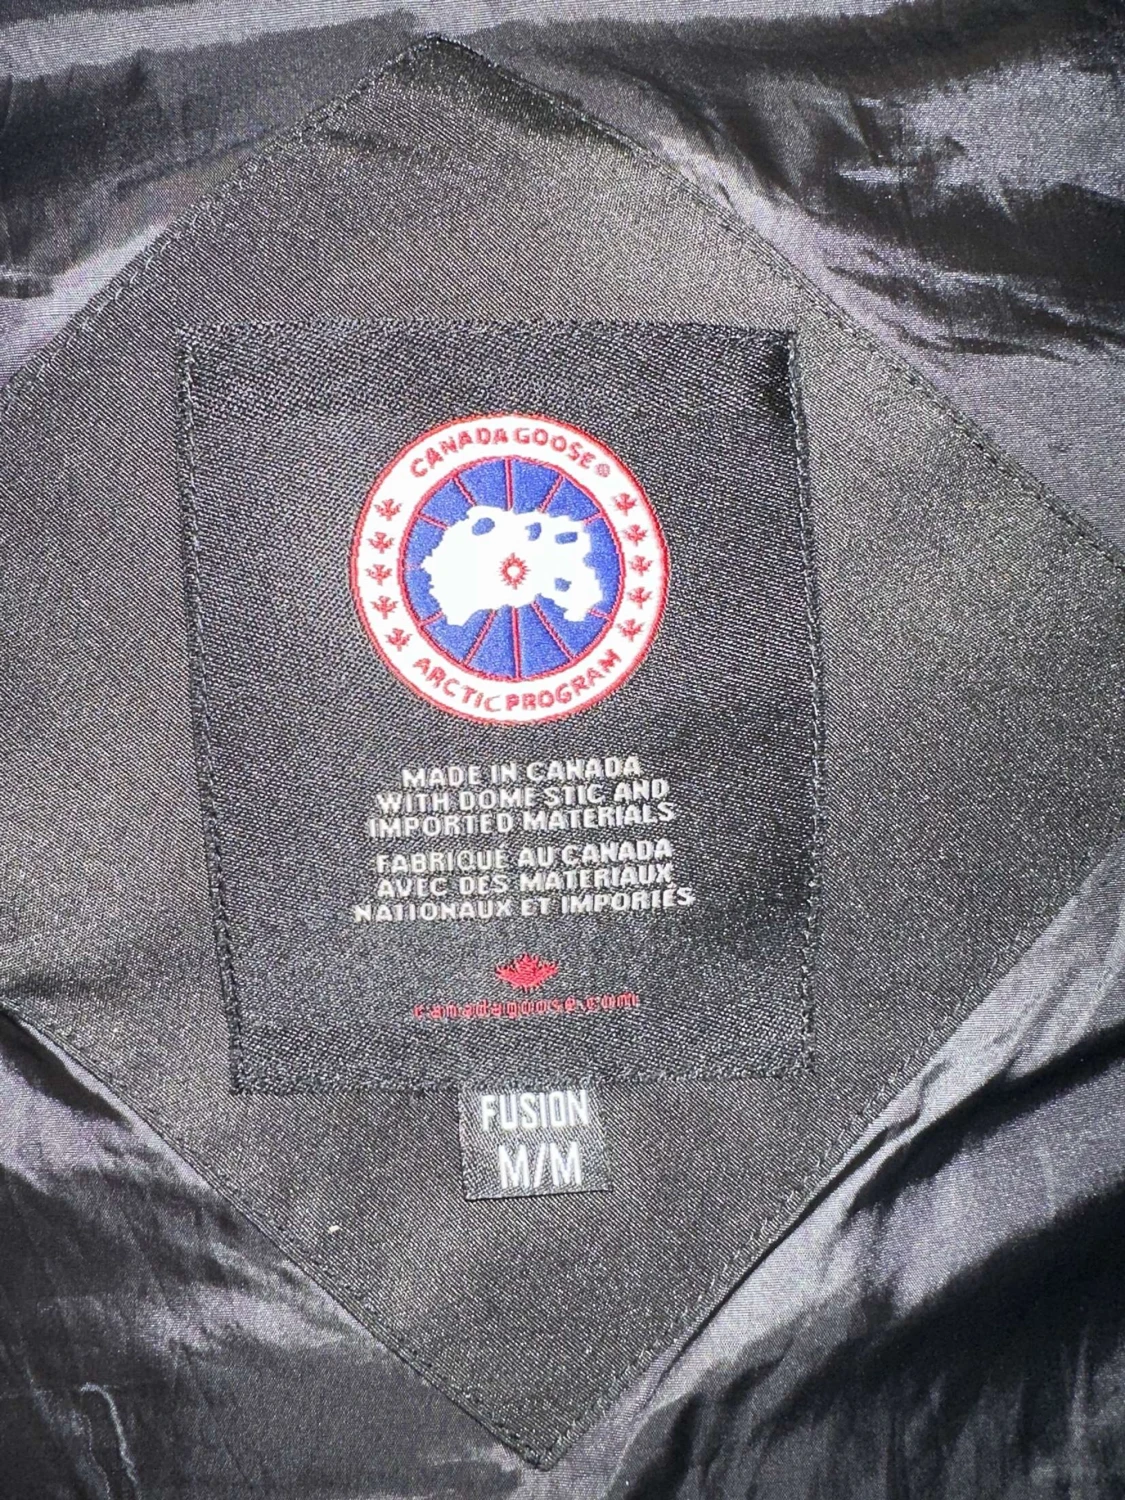 CANADA GOOSE®
ARCTIC PROGRAM
MADE IN CANADA
WITH DOMESTIC AND
IMPORTED MATERIALS
FABRIQUÉ AU CANADA
AVEC DES MATERIAUX
NATIONAUX ET IMPORTÉS
canadagoose.com
FUSION
M/M